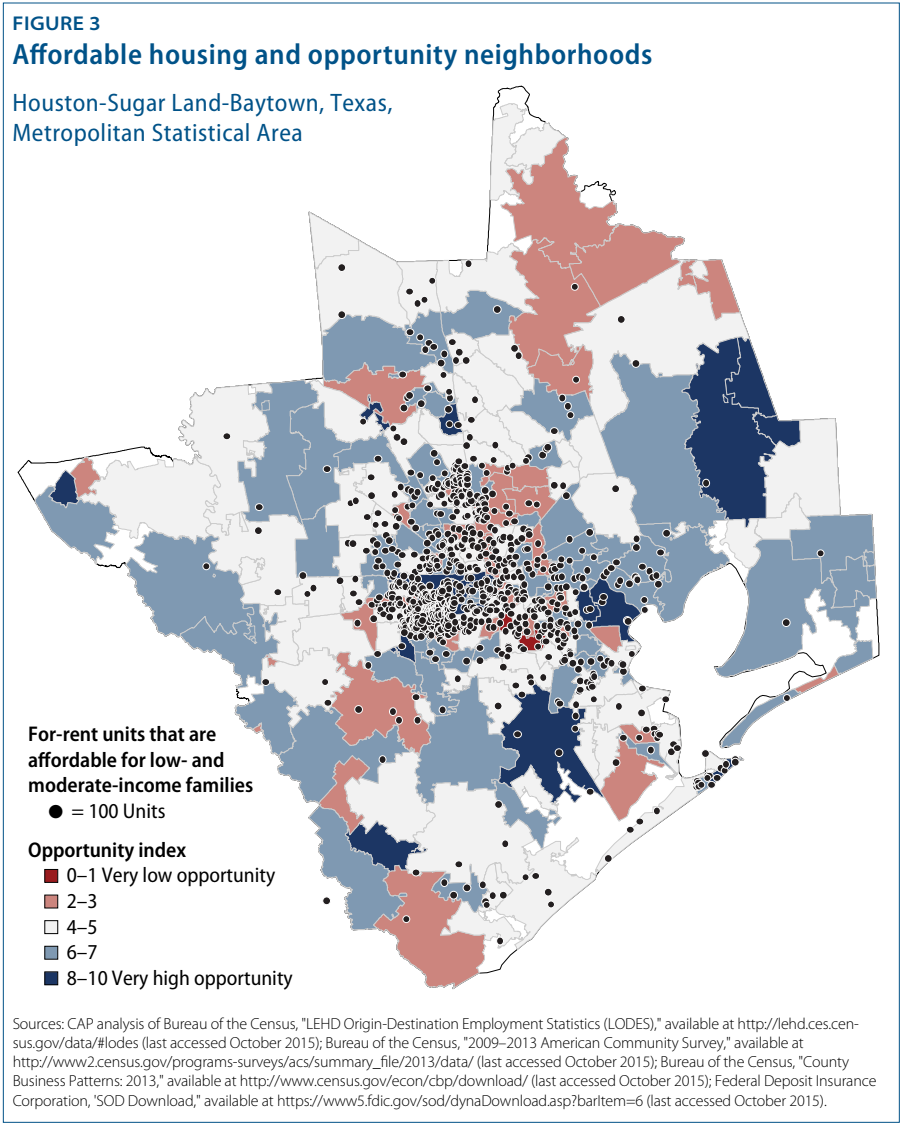 FIGURE 3
Affordable housing and opportunity neighborhoods
Houston-Sugar Land-Baytown, Texas,
Metropolitan Statistical Area
For-rent units that are
affordable for low- and
moderate-income families
= 100 Units
Opportunity index
0–1 Very low opportunity
2–3
4–5
6–7
8–10 Very high opportunity
Sources: CAP analysis of Bureau of the Census, "LEHD Origin-Destination Employment Statistics (LODES)," available at http://lehd.ces.cen-
sus.gov/data/#lodes (last accessed October 2015); Bureau of the Census, "2009–2013 American Community Survey," available at
http://www2.census.gov/programs-surveys/acs/summary_file/2013/data/ (last accessed October 2015); Bureau of the Census, "County
Business Patterns: 2013," available at http://www.census.gov/econ/cbp/download/ (last accessed October 2015); Federal Deposit Insurance
Corporation, 'SOD Download," available at https://www5.fdic.gov/sod/dynaDownload.asp?barItem=6 (last accessed October 2015).